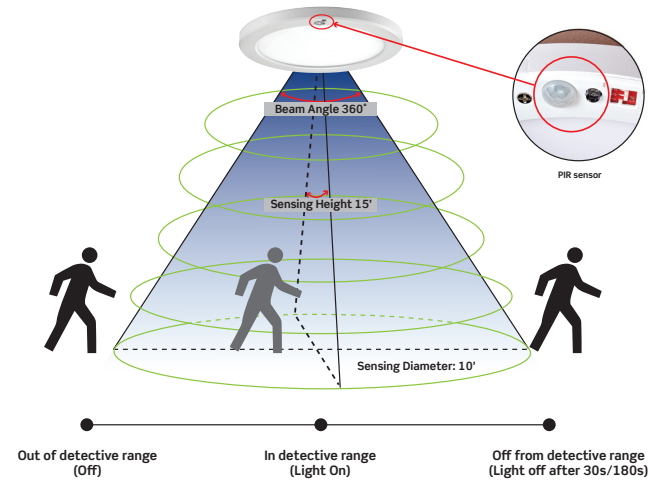 Beam Angle 360°
PIR sensor
Sensing Height 15'
Sensing Diameter: 10'
Out of detective range
(Off)
In detective range
(Light On)
Off from detective range
(Light off after 30s/180s)